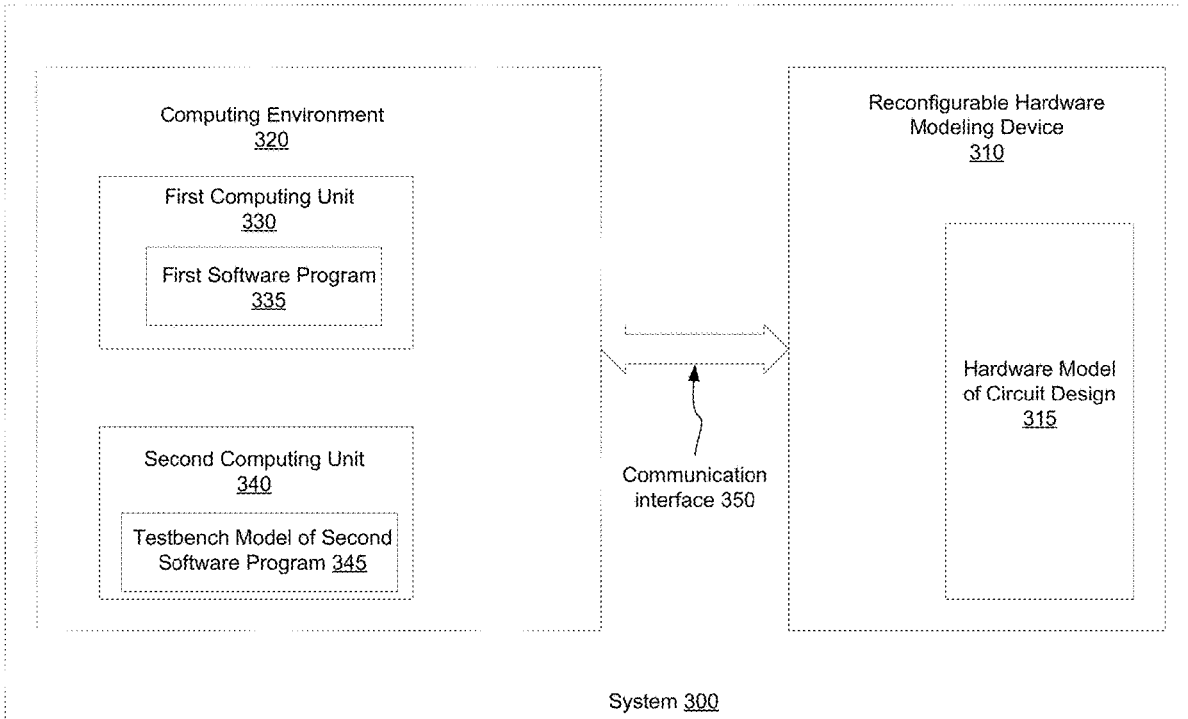 Computing Environment
320
First Computing Unit
330
First Software Program
335
Second Computing Unit
340
Testbench Model of Second
Software Program 345
Communication
interface 350
Reconfigurable Hardware
Modeling Device
310
Hardware Model
of Circuit Design
315
System 300